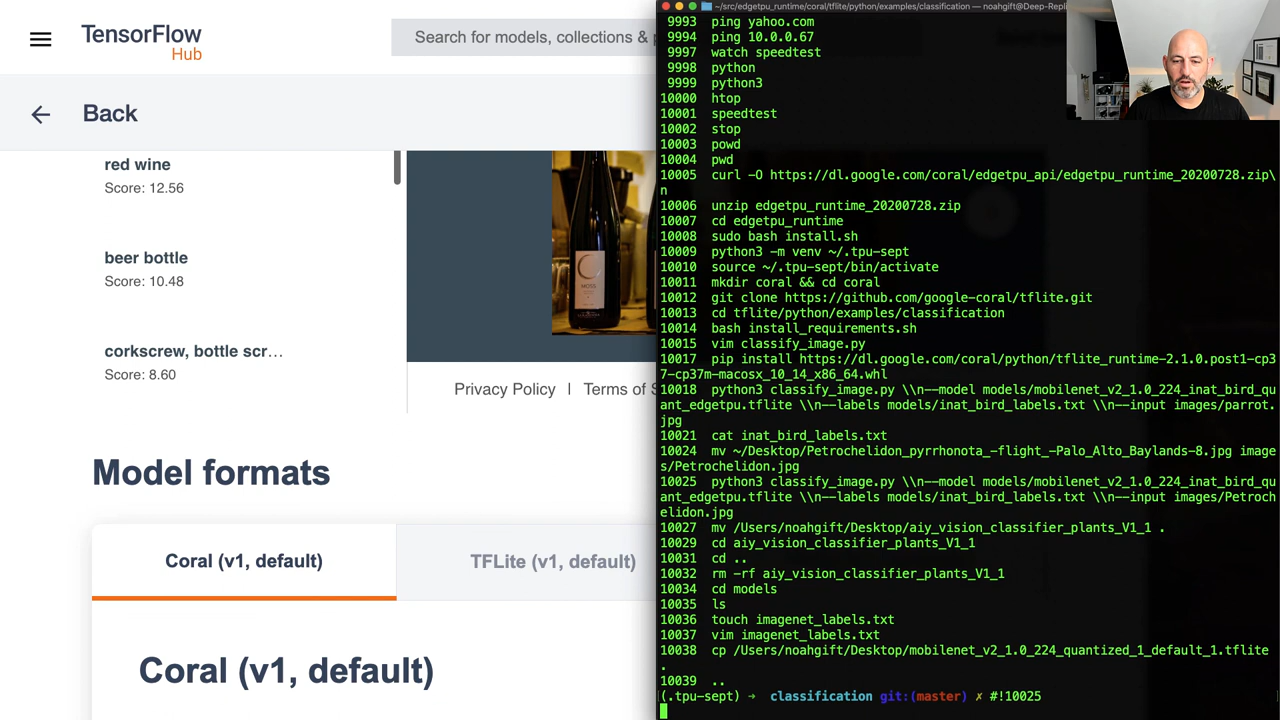 TensorFlow
Hub
Search for models, collections & p
Back
red wine
Score: 12.56
beer bottle
Score: 10.48
corkscrew, bottle scr…
Score: 8.60
Privacy Policy | Terms of S
Model formats
Coral (v1, default)
TFLite (v1, default)
Coral (v1, default)
~/src/edgetpu_runtime/coral/tflite/python/examples/classification — noahgift@Deep-Repli
9993 ping yahoo.com
9994 ping 10.0.0.67
9997 watch speedtest
9998 python
9999 python3
10000 htop
10001 speedtest
10002 stop
10003 powd
10004 pwd
10005 curl -O https://dl.google.com/coral/edgetpu_api/edgetpu_runtime_20200728.zip\
n
10006 unzip edgetpu_runtime_20200728.zip
10007 cd edgetpu_runtime
10008 sudo bash install.sh
10009 python3 -m venv ~/.tpu-sept
10010 source ~/.tpu-sept/bin/activate
10011 mkdir coral && cd coral
10012 git clone https://github.com/google-coral/tflite.git
10013 cd tflite/python/examples/classification
10014 bash install_requirements.sh
10015 vim classify_image.py
10017 pip install https://dl.google.com/coral/python/tflite_runtime-2.1.0.post1-cp3
7-cp37m-macosx_10_14_x86_64.whl
10018 python3 classify_image.py \\n--model models/mobilenet_v2_1.0_224_inat_bird_qu
ant_edgetpu.tflite \\n--labels models/inat_bird_labels.txt \\n--input images/parrot.
jpg
10021 cat inat_bird_labels.txt
10024 mv ~/Desktop/Petrochelidon_pyrrhonota_-flight_-Palo_Alto_Baylands-8.jpg image
s/Petrochelidon.jpg
10025 python3 classify_image.py \\n--model models/mobilenet_v2_1.0_224_inat_bird_qu
ant_edgetpu.tflite \\n--labels models/inat_bird_labels.txt \\n--input images/Petroch
elidon.jpg
10027 mv /Users/noahgift/Desktop/aiy_vision_classifier_plants_V1_1 .
10029 cd aiy_vision_classifier_plants_V1_1
10031 cd ..
10032 rm -rf aiy_vision_classifier_plants_V1_1
10034 cd models
10035 ls
10036 touch imagenet_labels.txt
10037 vim imagenet_labels.txt
10038 cp /Users/noahgift/Desktop/mobilenet_v2_1.0_224_quantized_1_default_1.tflite
.
10039 ..
(.tpu-sept) → classification git:(master) ✗ #!10025